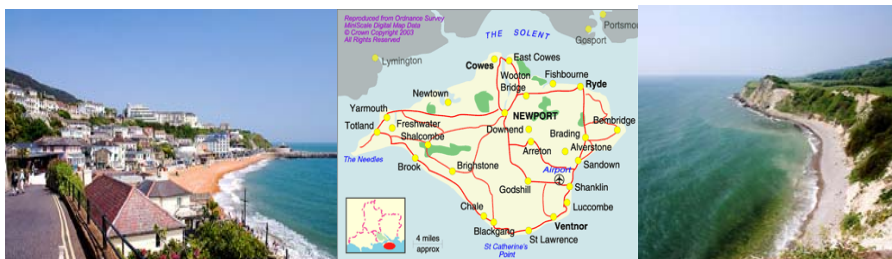 Reproduced from Ordnance Survey
MiniScale Digital Map Data
© Crown Copyright 2003
All Rights Reserved
THE SOLENT
Portsmou
Gosport
Lymington
Cowes
East Cowes
Wooton
Bridge
Fishbourne
Ryde
Newtown
Yarmouth
NEWPORT
Bembridge
Totland
Freshwater
Downend
Brading
Shalcombe
Alverstone
Arreton
The Needles
Sandown
Brook
Brighstone
Airport
Godshill
Shanklin
Chale
Luccombe
Ventnor
Blackgang
St Lawrence
4 miles
approx
St Catherine's
Point